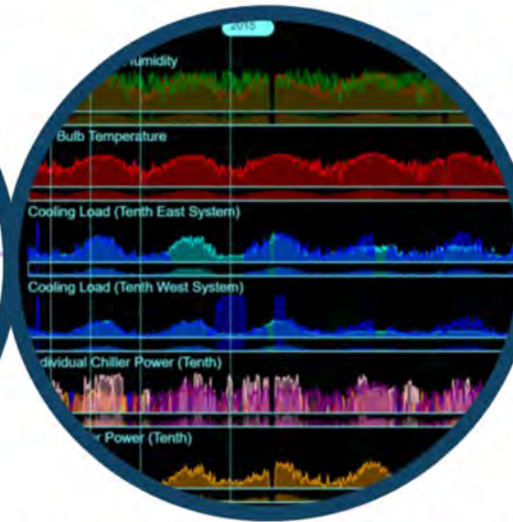 2015
Humidity
Bulb Temperature
Cooling Load (Tenth East System)
Cooling Load (Tenth West System)
dividual Chiller Power (Tenth)
r Power (Tenth)